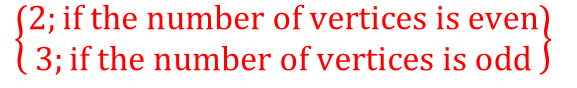 {2; if the number of vertices is even}
{3; if the number of vertices is odd}